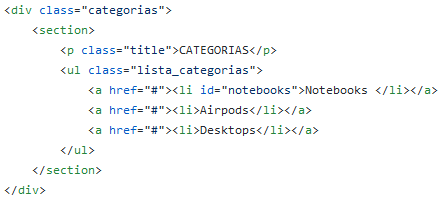 <div class="categorias">
    <section>
        <p class="title">CATEGORIAS</p>
        <ul class="lista_categorias">
            <a href="#"><li id="notebooks">Notebooks </li></a>
            <a href="#"><li>Airpods</li></a>
            <a href="#"><li>Desktops</li></a>
        </ul>
    </section>
</div>